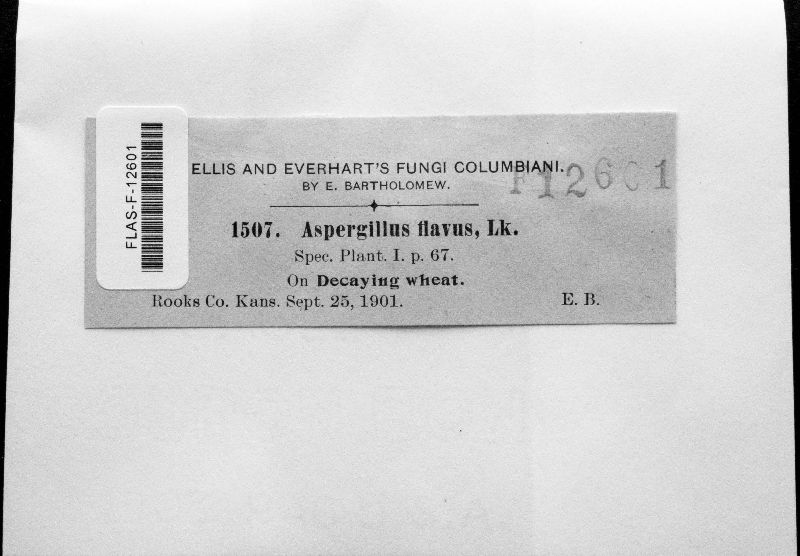 FLAS-F-12601
ELLIS AND EVERHART'S FUNGI COLUMBIANI.
F12601
BY E. BARTHOLOMEW.
1507. Aspergillus flavus, Lk.
Spec. Plant. I. p. 67.
On Decaying wheat.
Rooks Co. Kans. Sept. 25, 1901. E. B.